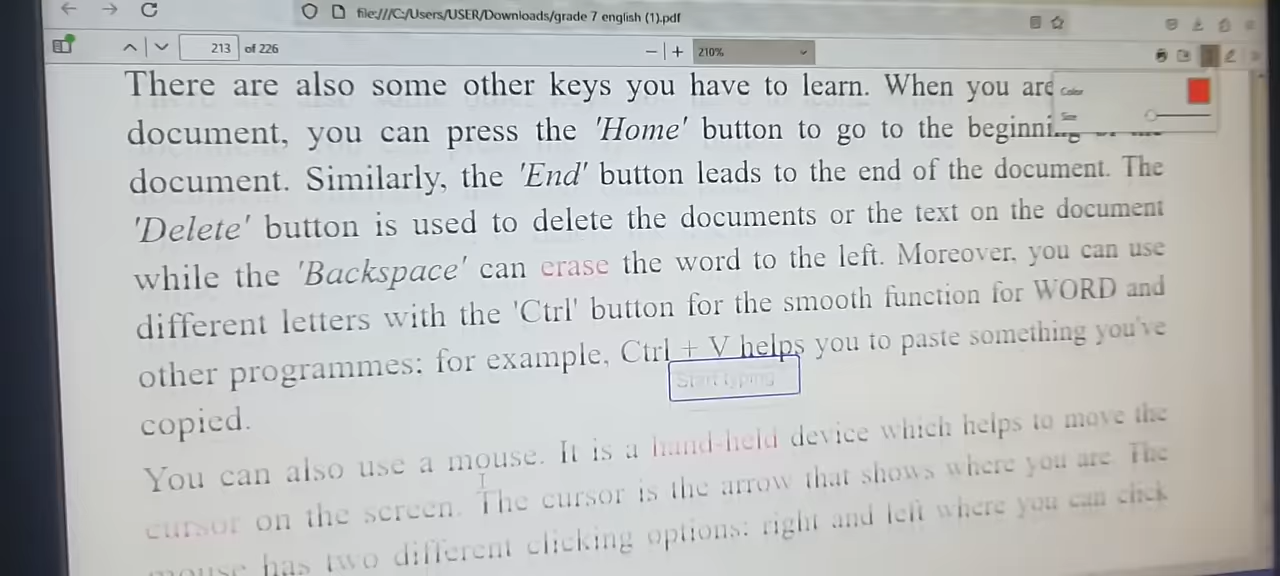 file:///C:/Users/USER/Downloads/grade 7 english (1).pdf
213 of 226
210%
Color
Size
There are also some other keys you have to learn. When you are
document, you can press the 'Home' button to go to the beginning
document. Similarly, the 'End' button leads to the end of the document. The
'Delete' button is used to delete the documents or the text on the document
while the 'Backspace' can erase the word to the left. Moreover, you can use
different letters with the 'Ctrl' button for the smooth function for WORD and
other programmes: for example, Ctrl + V helps you to paste something you've
Start typing
copied.
You can also use a mouse. It is a hand-held device which helps to move the
cursor on the screen. The cursor is the arrow that shows where you are. The
mouse has two different clicking options: right and left where you can click